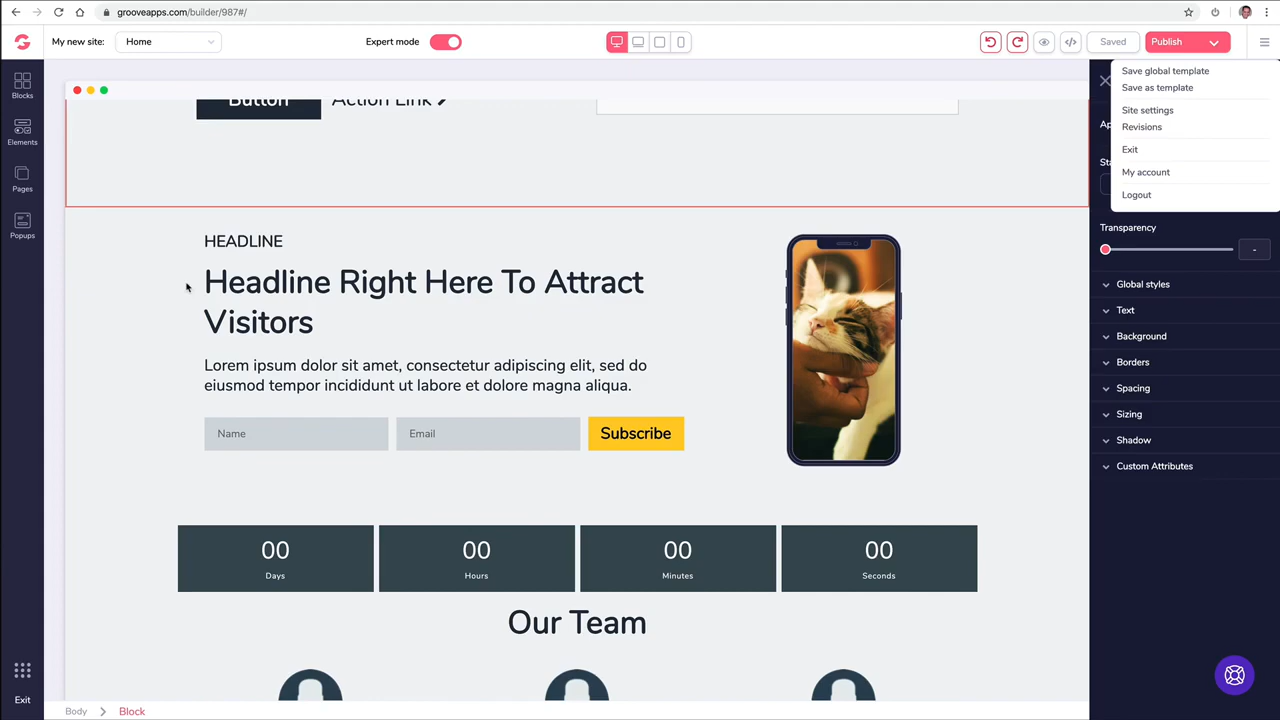 grooveapps.com/builder/987#/
My new site:
Home
Expert mode
Saved
Publish
Blocks
Elements
Pages
Popups
Exit
Button
Action Link
HEADLINE
Headline Right Here To Attract
Visitors
Lorem ipsum dolor sit amet, consectetur adipiscing elit, sed do
eiusmod tempor incididunt ut labore et dolore magna aliqua.
Name
Email
Subscribe
00
Days
00
Hours
00
Minutes
00
Seconds
Our Team
Body
Block
Save global template
Save as template
Site settings
Revisions
Exit
My account
Logout
Transparency
-
Global styles
Text
Background
Borders
Spacing
Sizing
Shadow
Custom Attributes